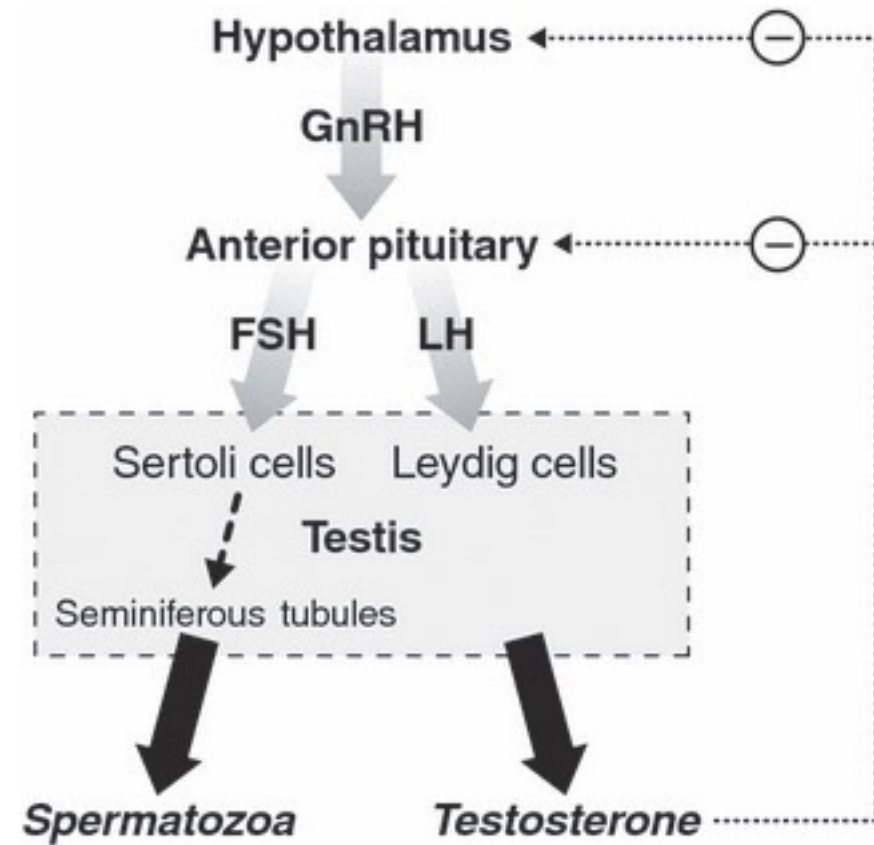 Hypothalamus
−
GnRH
Anterior pituitary
−
FSH
LH
Sertoli cells
Leydig cells
Testis
Seminiferous tubules
Spermatozoa
Testosterone